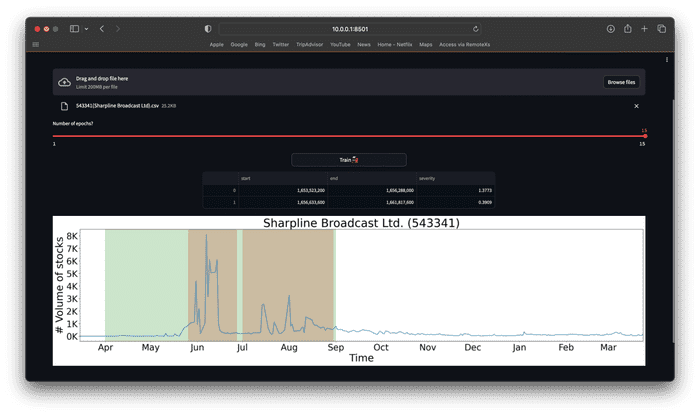 10.0.0.1:8501
Apple Google Bing Twitter TripAdvisor YouTube News Home - Netflix Maps Access via RemoteXs
Drag and drop file here
Limit 200MB per file
Browse files
543341(Sharpline Broadcast Ltd).csv 25.2KB
Number of epochs?
15
1 15
Train
start end severity
0 1,653,523,200 1,656,288,000 1.3773
1 1,656,633,600 1,661,817,600 0.3909
Sharpline Broadcast Ltd. (543341)
# Volume of stocks
8K
7K
6K
5K
4K
3K
2K
1K
0K
Apr May Jun Jul Aug Sep Oct Nov Dec Jan Feb Mar
Time